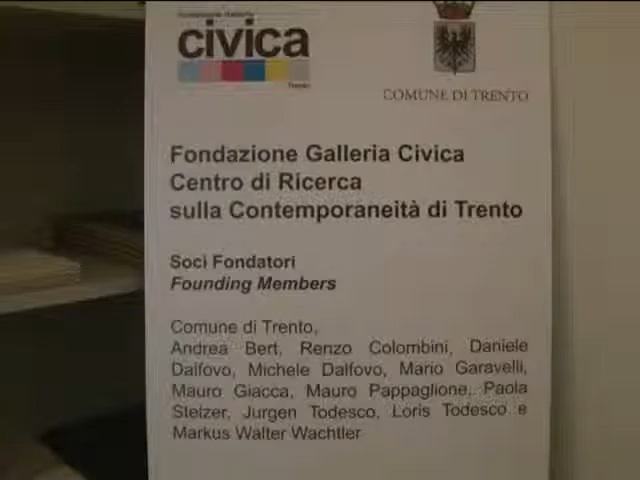 Fondazione Galleria
civica
Trento
COMUNE DI TRENTO
Fondazione Galleria Civica
Centro di Ricerca
sulla Contemporaneità di Trento
Soci Fondatori
Founding Members
Comune di Trento,
Andrea Bert, Renzo Colombini, Daniele
Dalfovo, Michele Dalfovo, Mario Garavelli,
Mauro Giacca, Mauro Pappaglione, Paola
Stelzer, Jurgen Todesco, Loris Todesco e
Markus Walter Wachtler